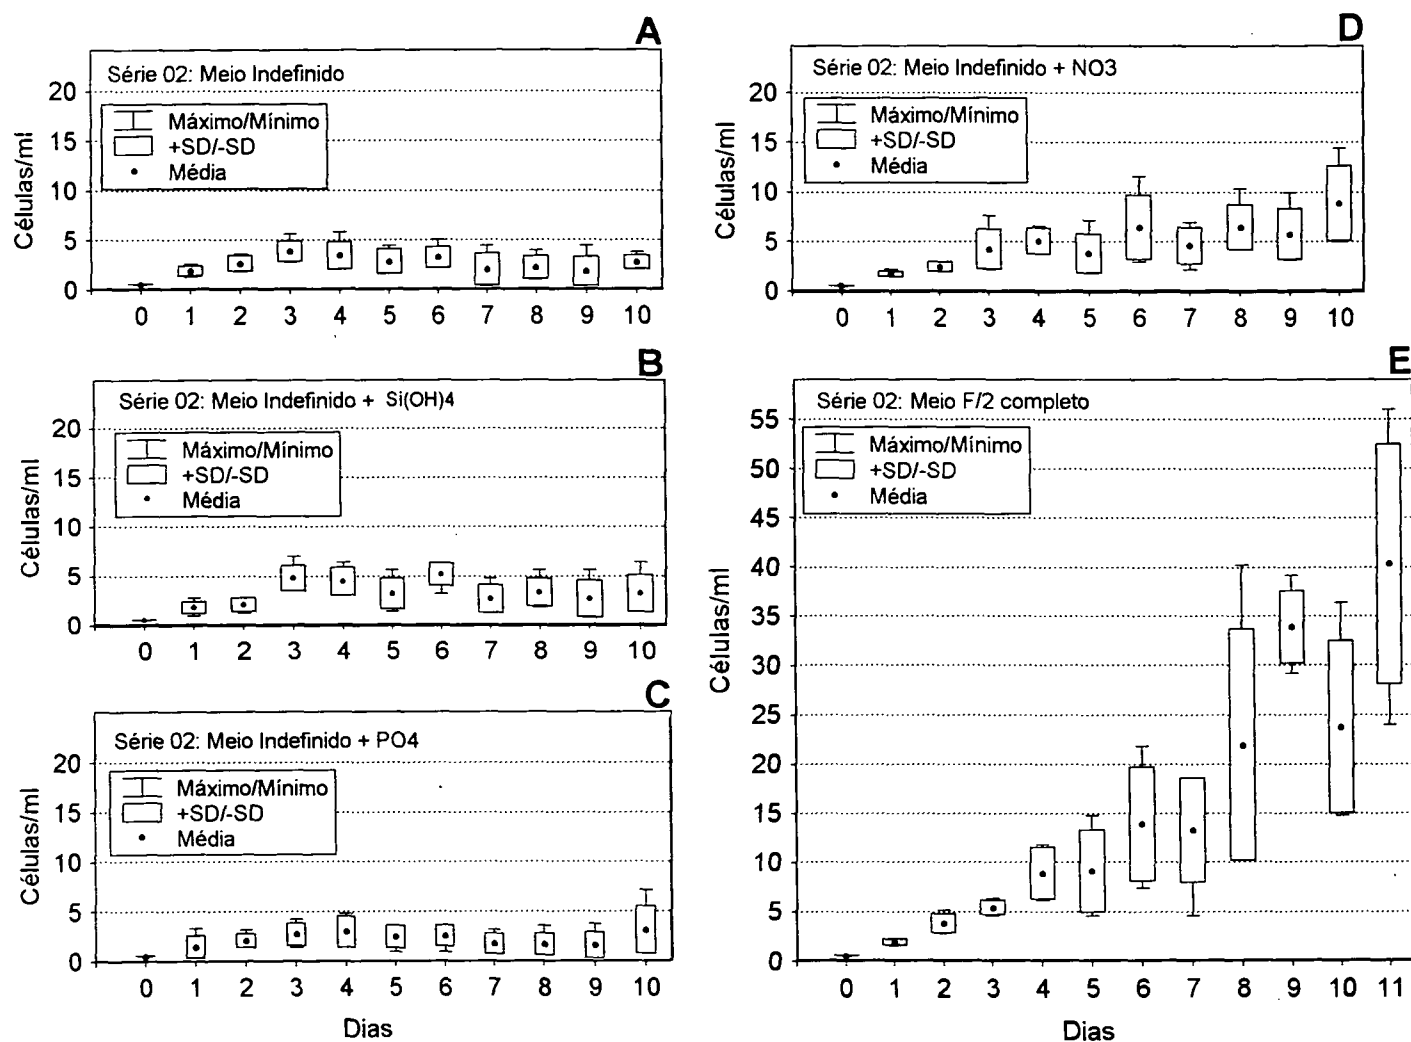 A
Série 02: Meio Indefinido
Máximo/Mínimo
+SD/-SD
Média
Células/ml
20
15
10
5
0
0 1 2 3 4 5 6 7 8 9 10
B
Série 02: Meio Indefinido + Si(OH)4
Máximo/Mínimo
+SD/-SD
Média
Células/ml
20
15
10
5
0
0 1 2 3 4 5 6 7 8 9 10
C
Série 02: Meio Indefinido + PO4
Máximo/Mínimo
+SD/-SD
Média
Células/ml
20
15
10
5
0
0 1 2 3 4 5 6 7 8 9 10
Dias
D
Série 02: Meio Indefinido + NO3
Máximo/Mínimo
+SD/-SD
Média
Células/ml
20
15
10
5
0
0 1 2 3 4 5 6 7 8 9 10
E
Série 02: Meio F/2 completo
Máximo/Mínimo
+SD/-SD
Média
Células/ml
55
50
45
40
35
30
25
20
15
10
5
0
0 1 2 3 4 5 6 7 8 9 10 11
Dias